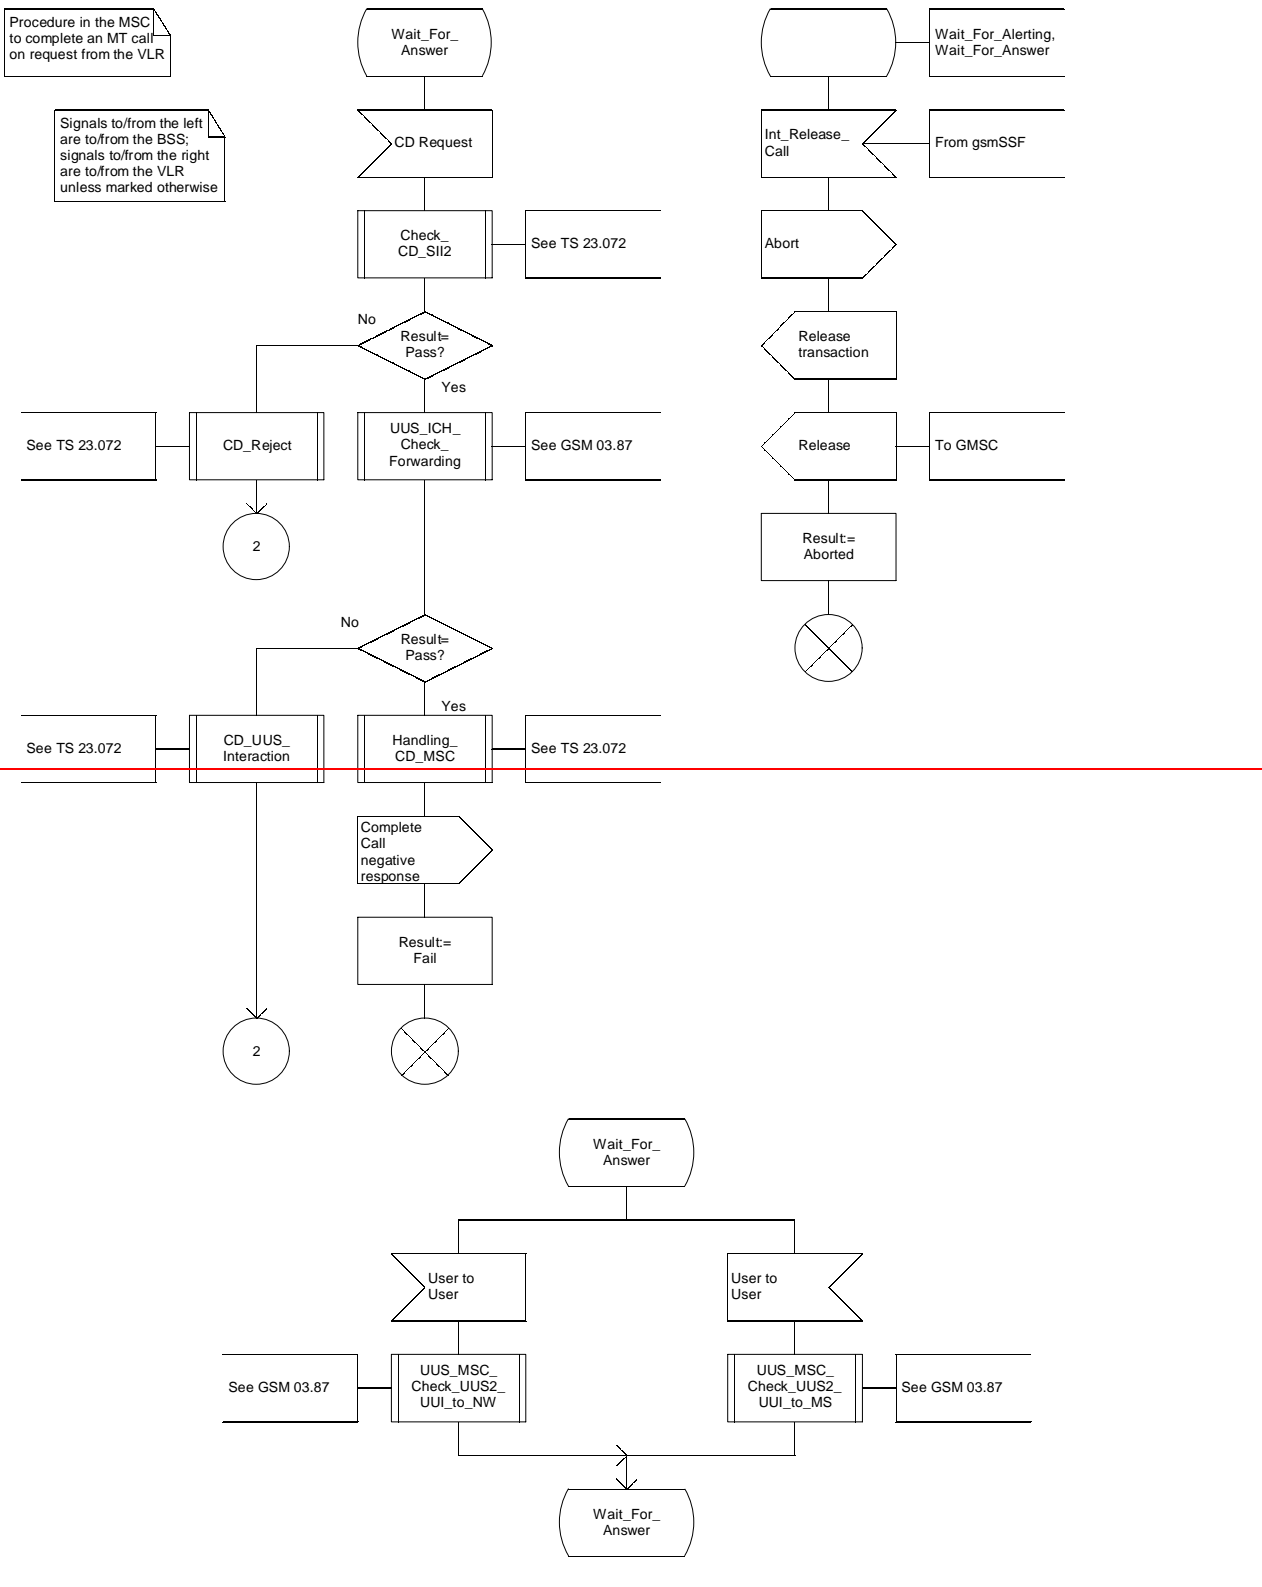 Procedure in the MSC
to complete an MT call
on request from the VLR
Signals to/from the left
are to/from the BSS;
signals to/from the right
are to/from the VLR
unless marked otherwise
Wait_For_
Answer
CD Request
Check_
CD_SII2
See TS 23.072
No
Result=
Pass?
Yes
See TS 23.072
CD_Reject
UUS_ICH_
Check_
Forwarding
See GSM 03.87
2
No
Result=
Pass?
Yes
See TS 23.072
CD_UUS_
Interaction
Handling_
CD_MSC
See TS 23.072
Complete
Call
negative
response
Result:=
Fail
2
Wait_For_Alerting,
Wait_For_Answer
Int_Release_
Call
From gsmSSF
Abort
Release
transaction
Release
To GMSC
Result:=
Aborted
Wait_For_
Answer
User to
User
User to
User
See GSM 03.87
UUS_MSC_
Check_UUS2_
UUI_to_NW
UUS_MSC_
Check_UUS2_
UUI_to_MS
See GSM 03.87
Wait_For_
Answer